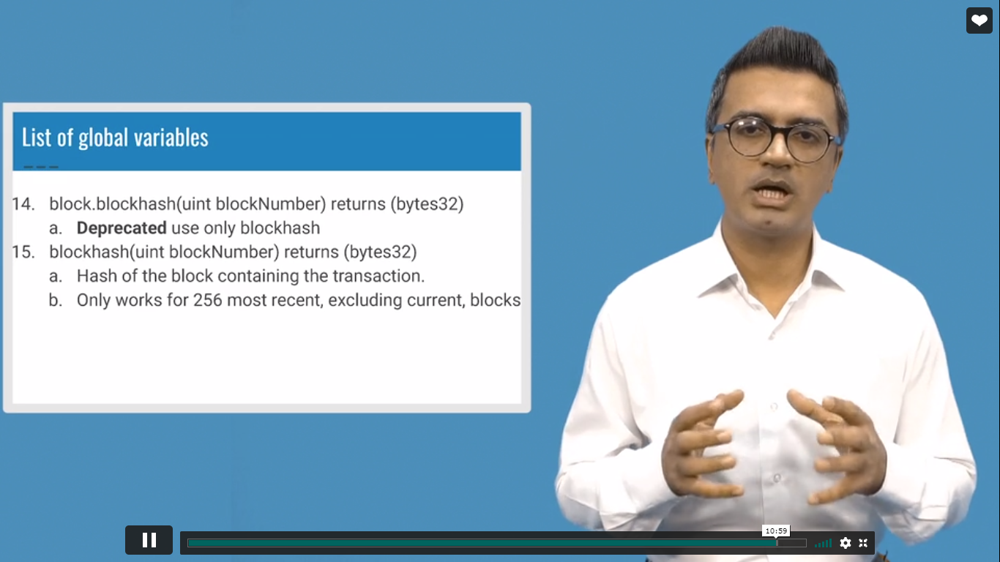 List of global variables
14. block.blockhash(uint blockNumber) returns (bytes32)
a. Deprecated use only blockhash
15. blockhash(uint blockNumber) returns (bytes32)
a. Hash of the block containing the transaction.
b. Only works for 256 most recent, excluding current, blocks
10:59